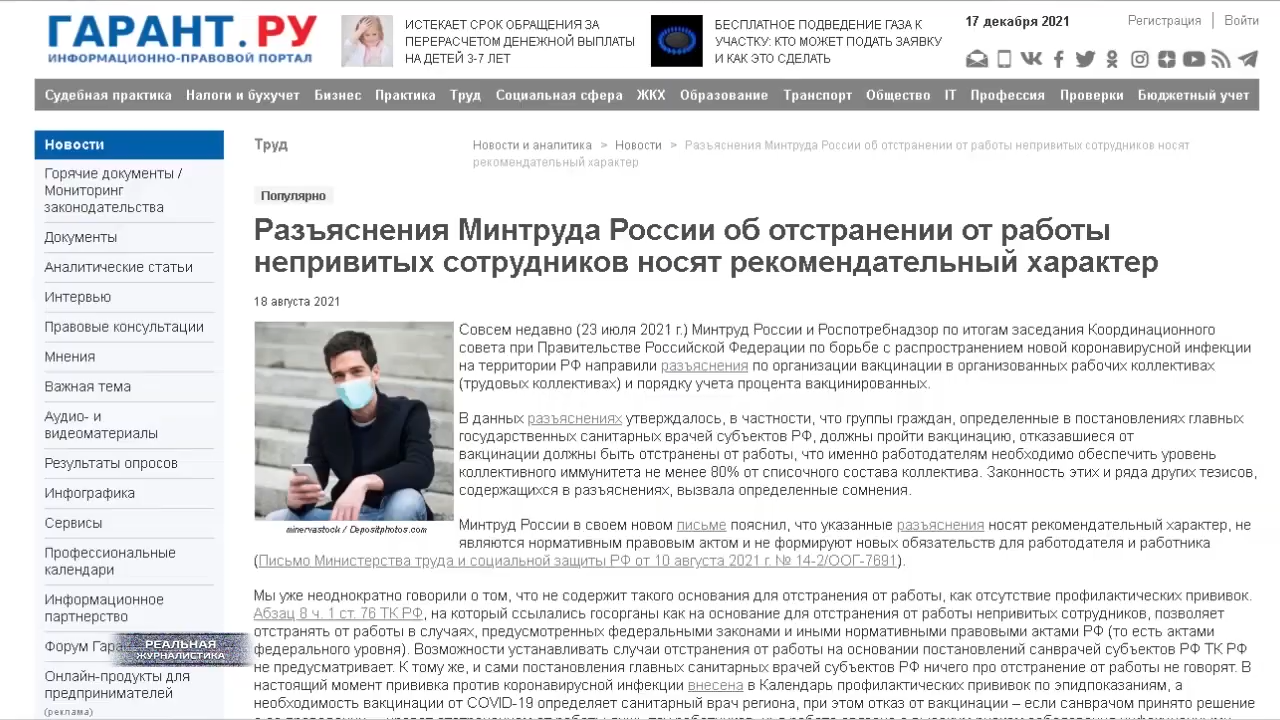 ГАРАНТ.РУ
ИНФОРМАЦИОННО-ПРАВОВОЙ ПОРТАЛ
ИСТЕКАЕТ СРОК ОБРАЩЕНИЯ ЗА
ПЕРЕРАСЧЕТОМ ДЕНЕЖНОЙ ВЫПЛАТЫ
НА ДЕТЕЙ 3-7 ЛЕТ
БЕСПЛАТНОЕ ПОДВЕДЕНИЕ ГАЗА К
УЧАСТКУ: КТО МОЖЕТ ПОДАТЬ ЗАЯВКУ
И КАК ЭТО СДЕЛАТЬ
17 декабря 2021
Регистрация | Войти
Судебная практика Налоги и бухучет Бизнес Практика Труд Социальная сфера ЖКХ Образование Транспорт Общество IT Профессия Проверки Бюджетный учет
Новости
Горячие документы /
Мониторинг
законодательства
Документы
Аналитические статьи
Интервью
Правовые консультации
Мнения
Важная тема
Аудио- и
видеоматериалы
Результаты опросов
Инфографика
Сервисы
Профессиональные
календари
Информационное
партнерство
Форум
РЕАЛЬНАЯ
ЖУРНАЛИСТИКА
Онлайн-продукты для
предпринимателей
(реклама)
Труд
Новости и аналитика > Новости > Разъяснения Минтруда России об отстранении от работы непривитых сотрудников носят
рекомендательный характер
Популярно
Разъяснения Минтруда России об отстранении от работы
непривитых сотрудников носят рекомендательный характер
18 августа 2021
minervastock / Depositphotos.com
Совсем недавно (23 июля 2021 г.) Минтруд России и Роспотребнадзор по итогам заседания Координационного
совета при Правительстве Российской Федерации по борьбе с распространением новой коронавирусной инфекции
на территории РФ направили разъяснения по организации вакцинации в организованных рабочих коллективах
(трудовых коллективах) и порядку учета процента вакцинированных.
В данных разъяснениях утверждалось, в частности, что группы граждан, определенные в постановлениях главных
государственных санитарных врачей субъектов РФ, должны пройти вакцинацию, отказавшиеся от
вакцинации должны быть отстранены от работы, что именно работодателям необходимо обеспечить уровень
коллективного иммунитета не менее 80% от списочного состава коллектива. Законность этих и ряда других тезисов,
содержащихся в разъяснениях, вызвала определенные сомнения.
Минтруд России в своем новом письме пояснил, что указанные разъяснения носят рекомендательный характер, не
являются нормативным правовым актом и не формируют новых обязательств для работодателя и работника
(Письмо Министерства труда и социальной защиты РФ от 10 августа 2021 г. № 14-2/ООГ-7691).
Мы уже неоднократно говорили о том, что не содержит такого основания для отстранения от работы, как отсутствие профилактических прививок.
Абзац 8 ч. 1 ст. 76 ТК РФ, на который ссылались госорганы как на основание для отстранения от работы непривитых сотрудников, позволяет
отстранять от работы в случаях, предусмотренных федеральными законами и иными нормативными правовыми актами РФ (то есть актами
федерального уровня). Возможности устанавливать случаи отстранения от работы на основании постановлений санврачей субъектов РФ ТК РФ
не предусматривает. К тому же, и сами постановления главных санитарных врачей субъектов РФ ничего про отстранение от работы не говорят. В
настоящий момент прививка против коронавирусной инфекции внесена в Календарь профилактических прививок по эпидпоказаниям, а
необходимость вакцинации от COVID-19 определяет санитарный врач региона, при этом отказ от вакцинации – если санврачом принято решение